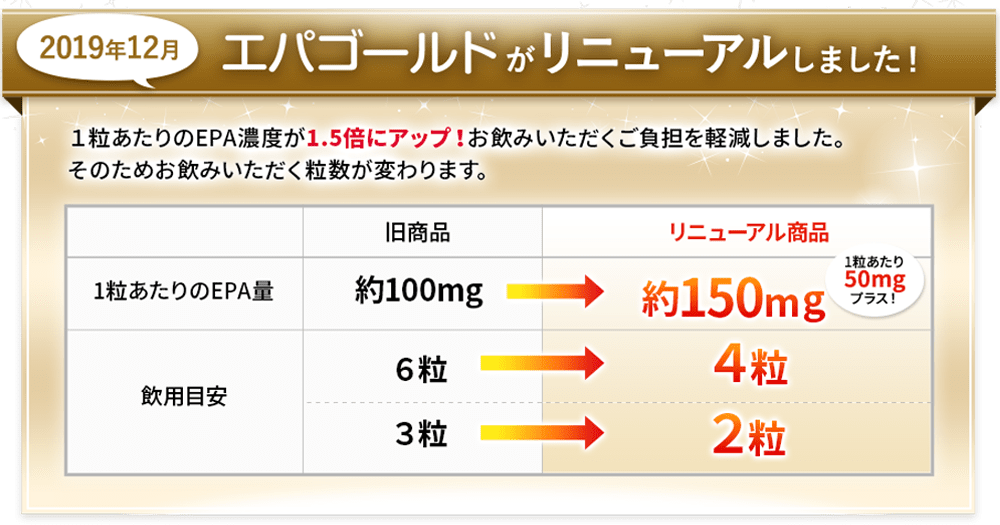 2019年12月
エパゴールドがリニューアルしました！
１粒あたりのEPA濃度が1.5倍にアップ！お飲みいただくご負担を軽減しました。
そのためお飲みいただく粒数が変わります。
旧商品
リニューアル商品
1粒あたりのEPA量
約100mg
約150mg
1粒あたり
50mg
プラス！
飲用目安
６粒
4粒
３粒
2粒